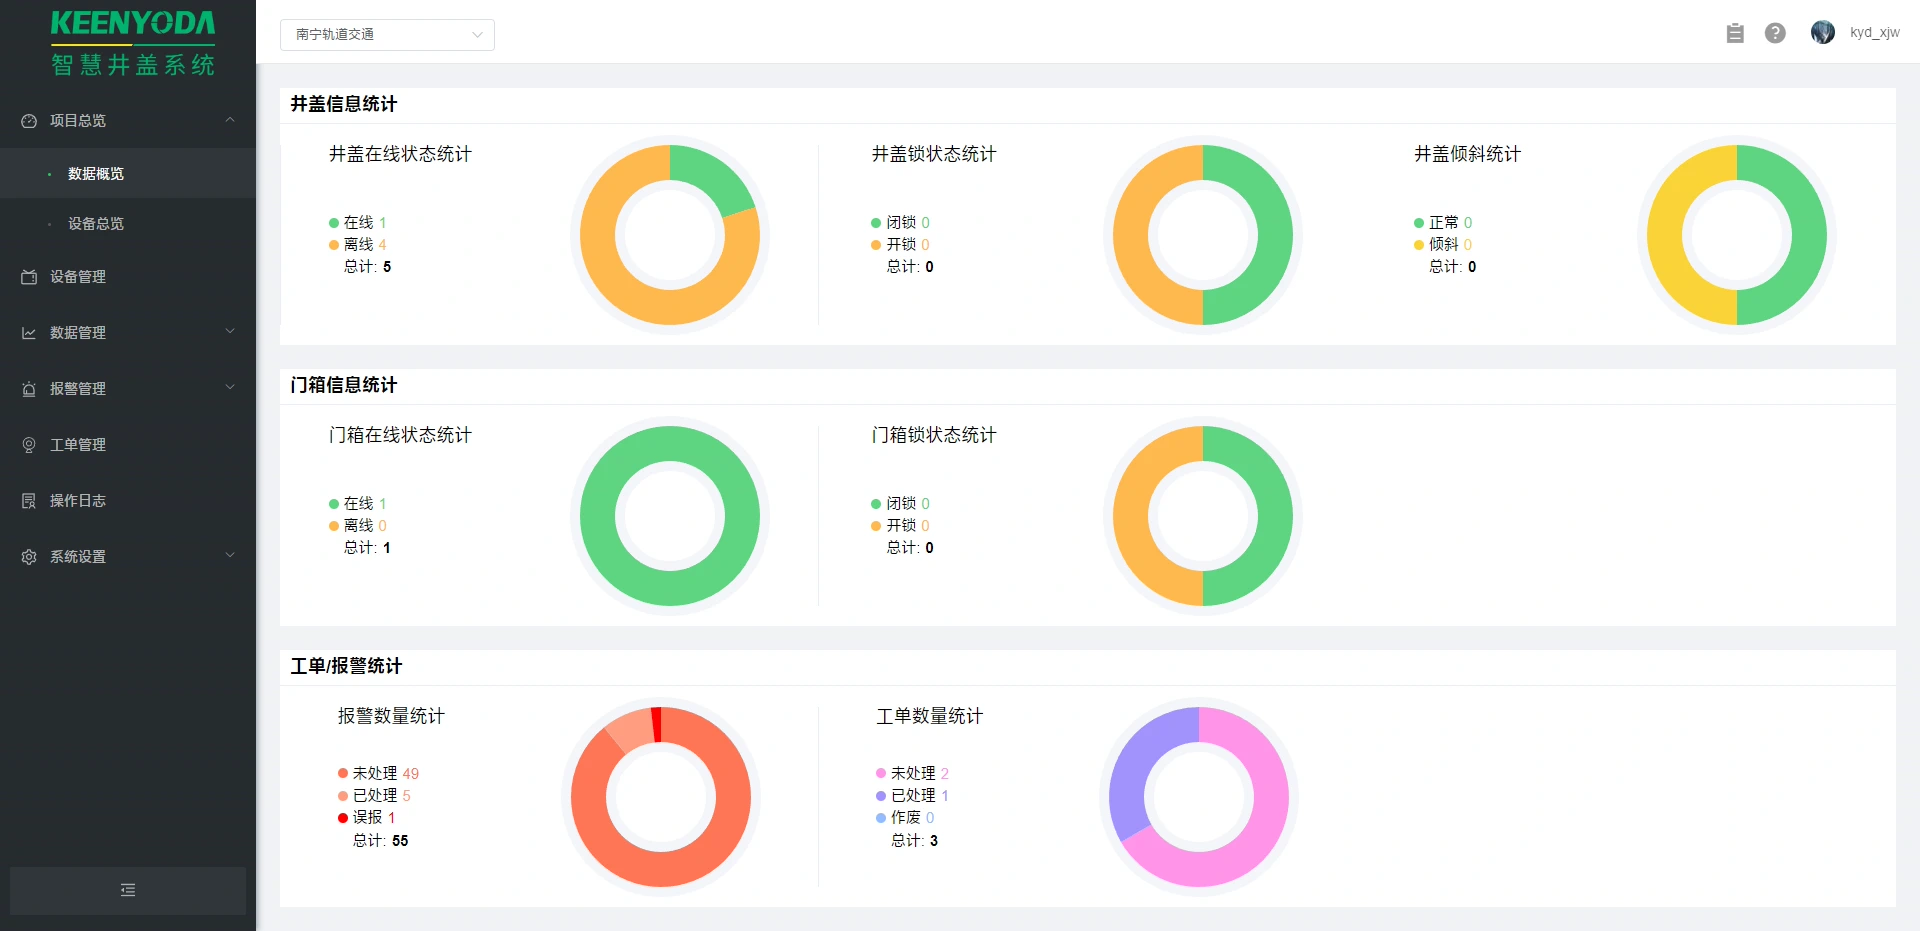 KEENYODA
智慧井盖系统
南宁轨道交通
kyd_xjw
项目总览
数据概览
设备总览
设备管理
数据管理
报警管理
工单管理
操作日志
系统设置
井盖信息统计
井盖在线状态统计
在线 1
离线 4
总计: 5
井盖锁状态统计
闭锁 0
开锁 0
总计: 0
井盖倾斜统计
正常 0
倾斜 0
总计: 0
门箱信息统计
门箱在线状态统计
在线 1
离线 0
总计: 1
门箱锁状态统计
闭锁 0
开锁 0
总计: 0
工单/报警统计
报警数量统计
未处理 49
已处理 5
误报 1
总计: 55
工单数量统计
未处理 2
已处理 1
作废 0
总计: 3